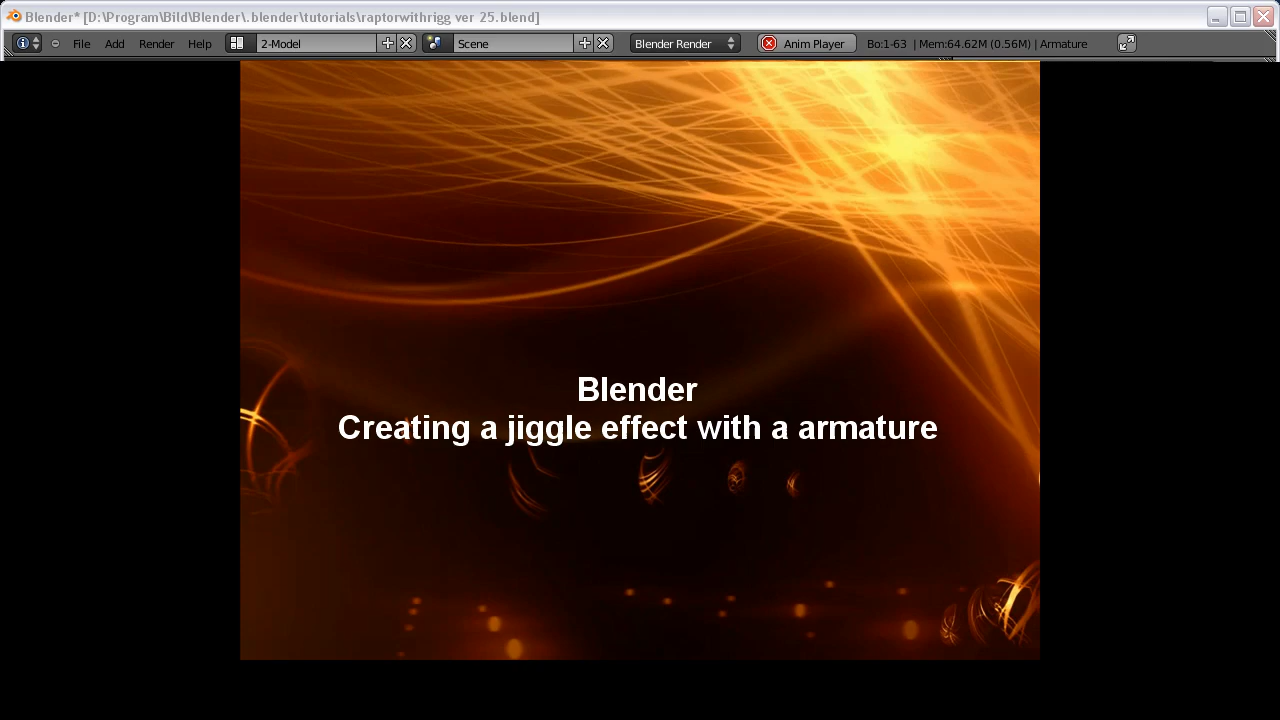 Blender* [D:\Program\Bild\Blender\.blender\tutorials\raptorwithrigg ver 25.blend]
File Add Render Help 2-Model Scene Blender Render Anim Player Bo:1-63 | Mem:64.62M (0.56M) | Armature
Blender
Creating a jiggle effect with a armature